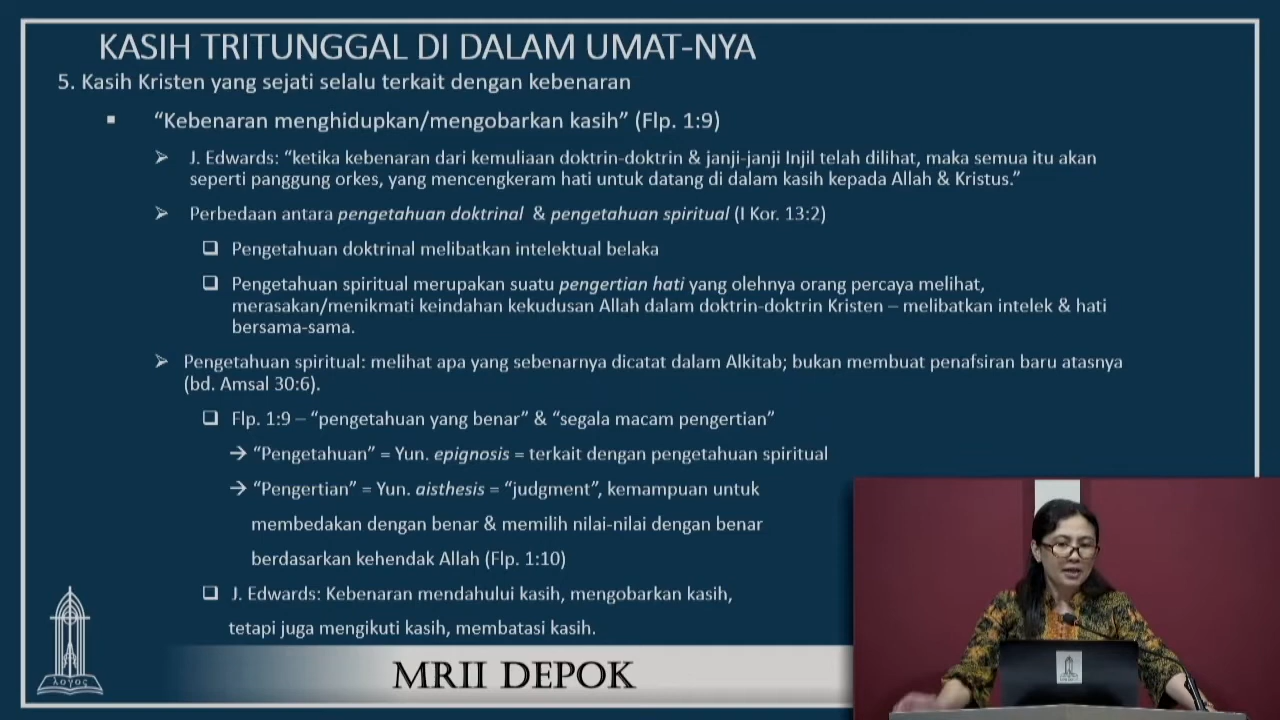 KASIH TRITUNGGAL DI DALAM UMAT-NYA
5. Kasih Kristen yang sejati selalu terkait dengan kebenaran
▪ “Kebenaran menghidupkan/mengobarkan kasih” (Flp. 1:9)
➢ J. Edwards: “ketika kebenaran dari kemuliaan doktrin-doktrin & janji-janji Injil telah dilihat, maka semua itu akan
seperti panggung orkes, yang mencengkeram hati untuk datang di dalam kasih kepada Allah & Kristus.”
➢ Perbedaan antara pengetahuan doktrinal & pengetahuan spiritual (I Kor. 13:2)
❑ Pengetahuan doktrinal melibatkan intelektual belaka
❑ Pengetahuan spiritual merupakan suatu pengertian hati yang olehnya orang percaya melihat,
merasakan/menikmati keindahan kekudusan Allah dalam doktrin-doktrin Kristen – melibatkan intelek & hati
bersama-sama.
➢ Pengetahuan spiritual: melihat apa yang sebenarnya dicatat dalam Alkitab; bukan membuat penafsiran baru atasnya
(bd. Amsal 30:6).
❑ Flp. 1:9 – “pengetahuan yang benar” & “segala macam pengertian”
→ “Pengetahuan” = Yun. epignosis = terkait dengan pengetahuan spiritual
→ “Pengertian” = Yun. aisthesis = “judgment”, kemampuan untuk
membedakan dengan benar & memilih nilai-nilai dengan benar
berdasarkan kehendak Allah (Flp. 1:10)
❑ J. Edwards: Kebenaran mendahului kasih, mengobarkan kasih,
tetapi juga mengikuti kasih, membatasi kasih.
λογος
MRII DEPOK